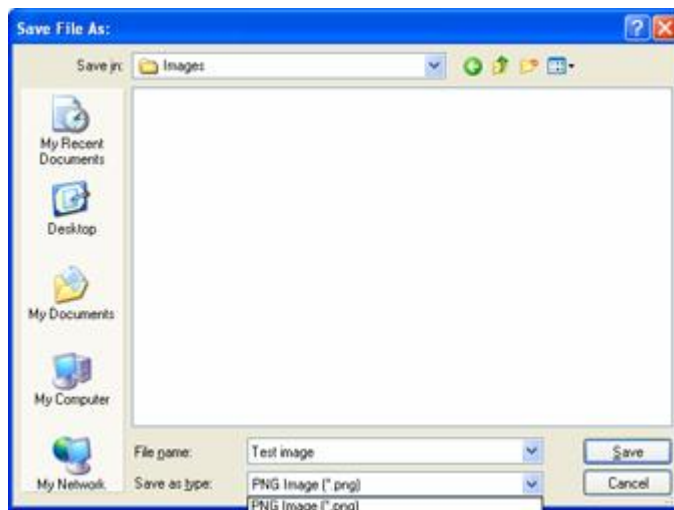 Save File As:
Save in:
Images
My Recent
Documents
Desktop
My Documents
My Computer
My Network
File name:
Test image
Save
Save as type:
PNG Image (*.png)
Cancel
PNG Image (*.png)